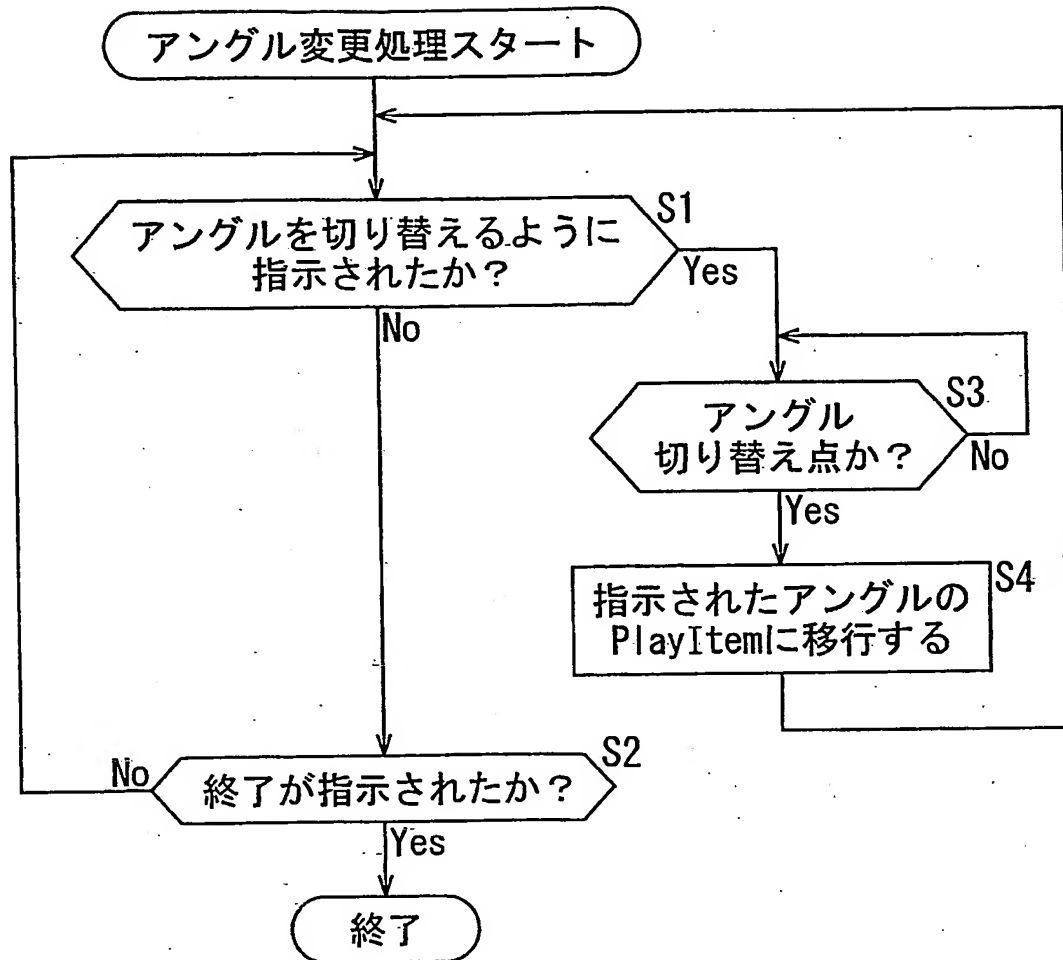 アングル変更処理スタート
S1
アングルを切り替えるように
指示されたか？
Yes
No
S3
アングル
切り替え点か？
No
Yes
S4
指示されたアングルの
PlayItemに移行する
S2
No
終了が指示されたか？
Yes
終了